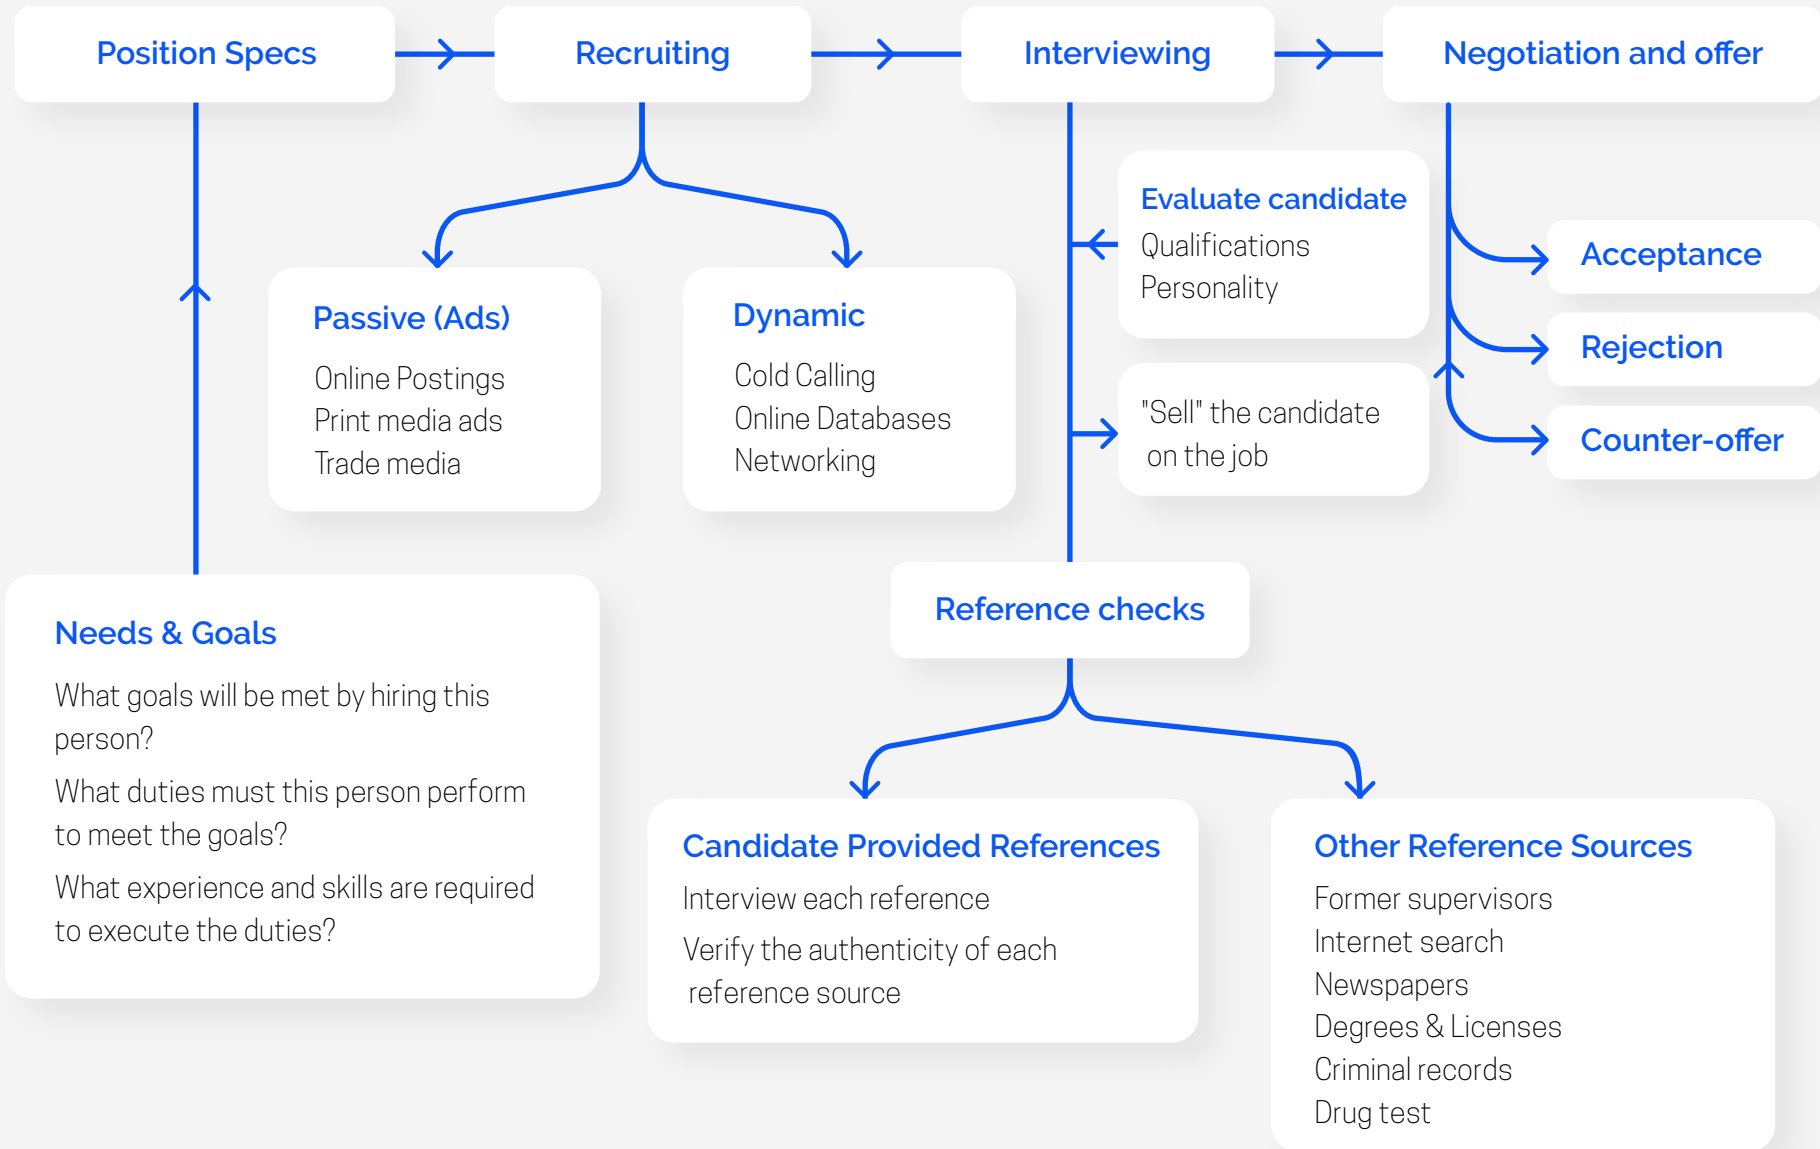 Position Specs
Recruiting
Interviewing
Negotiation and offer
Passive (Ads)
Online Postings
Print media ads
Trade media
Dynamic
Cold Calling
Online Databases
Networking
Evaluate candidate
Qualifications
Personality
"Sell" the candidate
on the job
Acceptance
Rejection
Counter-offer
Needs & Goals
What goals will be met by hiring this
person?
What duties must this person perform
to meet the goals?
What experience and skills are required
to execute the duties?
Reference checks
Candidate Provided References
Interview each reference
Verify the authenticity of each
reference source
Other Reference Sources
Former supervisors
Internet search
Newspapers
Degrees & Licenses
Criminal records
Drug test